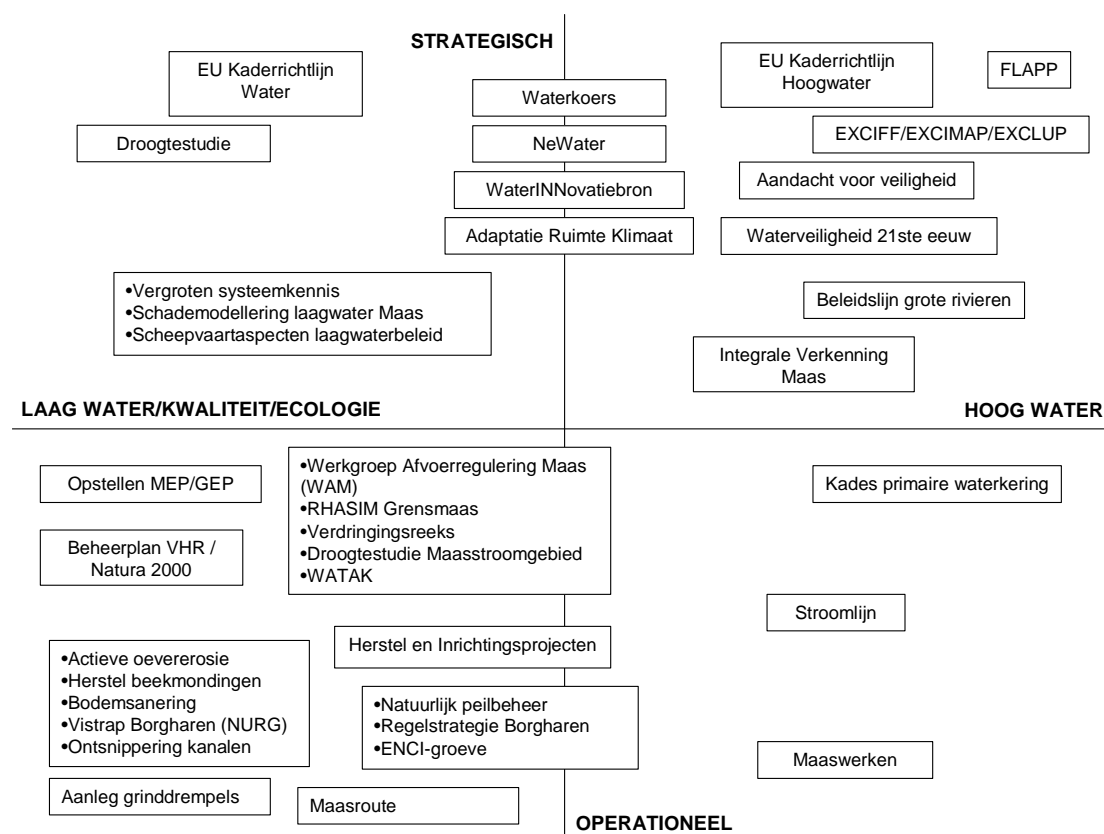 STRATEGISCH
EU Kaderrichtlijn
Water
EU Kaderrichtlijn
Hoogwater
FLAPP
Waterkoers
Droogtestudie
NeWater
EXCIFF/EXCIMAP/EXCLUP
WaterINNovatiebron
Aandacht voor veiligheid
Adaptatie Ruimte Klimaat
Waterveiligheid 21ste eeuw
•Vergroten systeemkennis
•Schademodellering laagwater Maas
•Scheepvaartaspecten laagwaterbeleid
Beleidslijn grote rivieren
Integrale Verkenning
Maas
LAAG WATER/KWALITEIT/ECOLOGIE
HOOG WATER
Opstellen MEP/GEP
•Werkgroep Afvoerregulering Maas
(WAM)
•RHASIM Grensmaas
•Verdringingsreeks
•Droogtestudie Maasstroomgebied
•WATAK
Kades primaire waterkering
Beheerplan VHR /
Natura 2000
Stroomlijn
Herstel en Inrichtingsprojecten
•Actieve oevererosie
•Herstel beekmondingen
•Bodemsanering
•Vistrap Borgharen (NURG)
•Ontsnippering kanalen
•Natuurlijk peilbeheer
•Regelstrategie Borgharen
•ENCI-groeve
Maaswerken
Aanleg grinddrempels
Maasroute
OPERATIONEEL